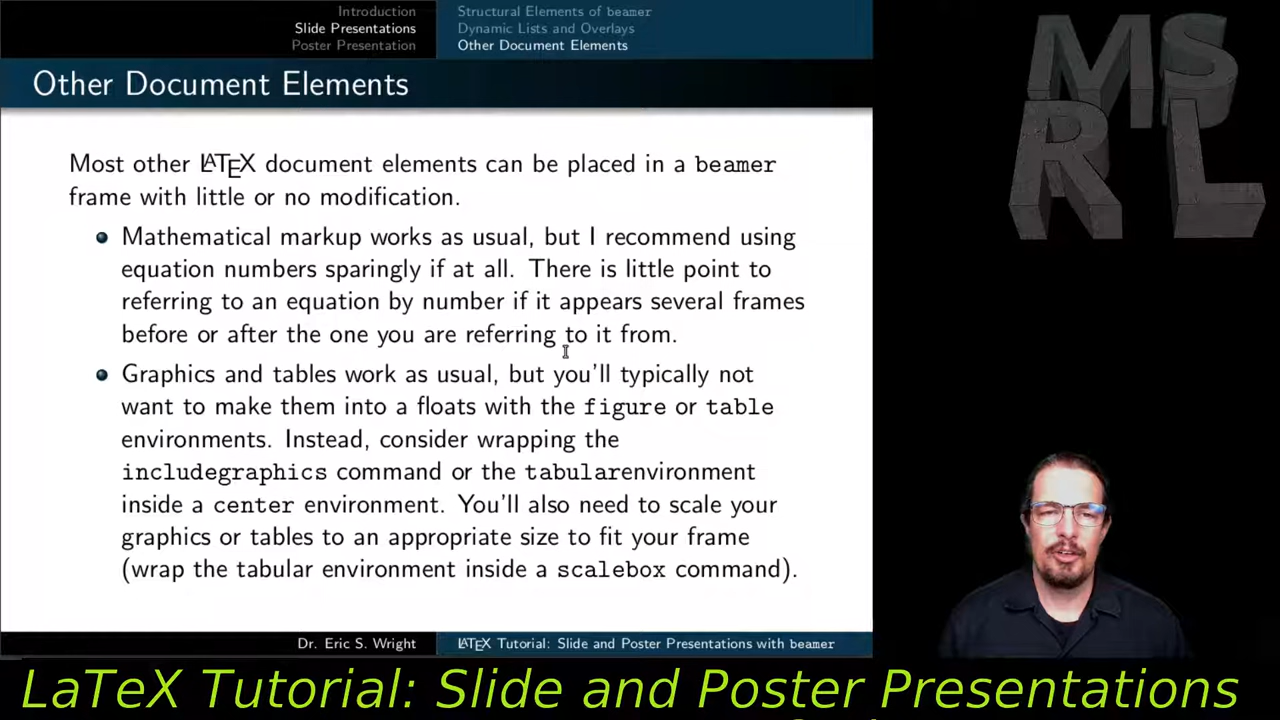 Introduction
Slide Presentations
Poster Presentation
Structural Elements of beamer
Dynamic Lists and Overlays
Other Document Elements
Other Document Elements
Most other LATEX document elements can be placed in a beamer
frame with little or no modification.
Mathematical markup works as usual, but I recommend using
equation numbers sparingly if at all. There is little point to
referring to an equation by number if it appears several frames
before or after the one you are referring to it from.
Graphics and tables work as usual, but you'll typically not
want to make them into a floats with the figure or table
environments. Instead, consider wrapping the
includegraphics command or the tabularenvironment
inside a center environment. You'll also need to scale your
graphics or tables to an appropriate size to fit your frame
(wrap the tabular environment inside a scalebox command).
Dr. Eric S. Wright
LATEX Tutorial: Slide and Poster Presentations with beamer
MS
RL
LaTeX Tutorial: Slide and Poster Presentations